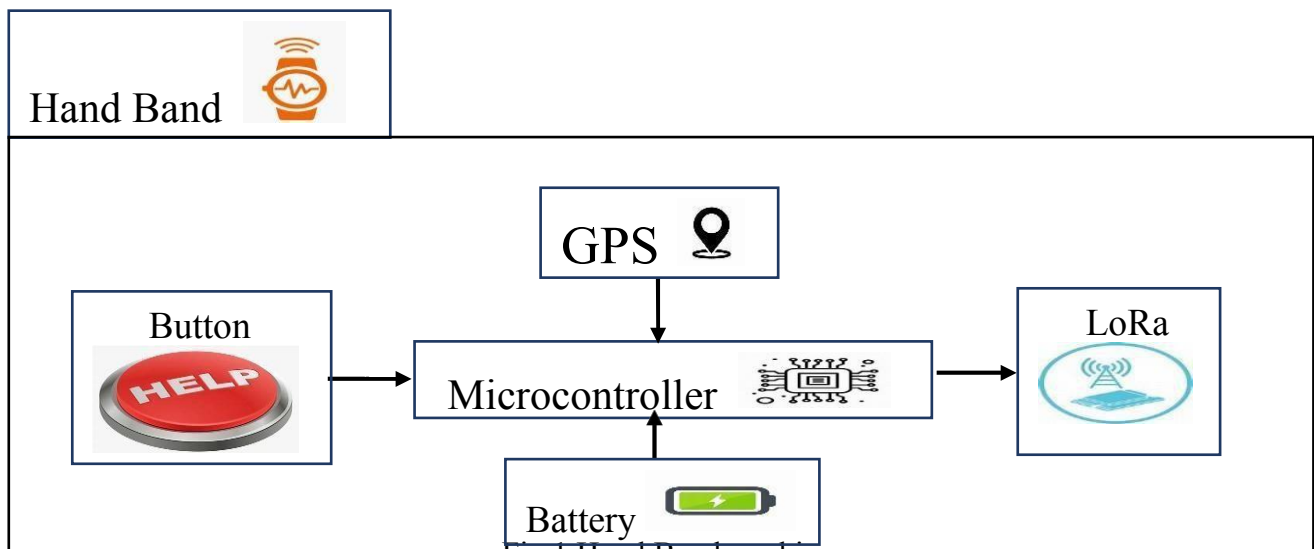 Hand Band
GPS
Button
HELP
LoRa
Microcontroller
Battery